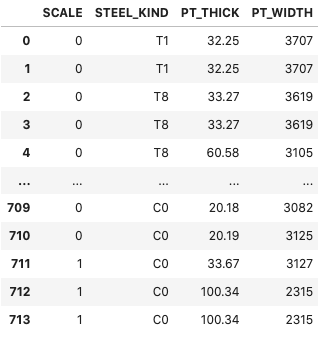 SCALE STEEL_KIND PT_THICK PT_WIDTH
0 0 T1 32.25 3707
1 0 T1 32.25 3707
2 0 T8 33.27 3619
3 0 T8 33.27 3619
4 0 T8 60.58 3105
... ... ... ... ...
709 0 C0 20.18 3082
710 0 C0 20.19 3125
711 1 C0 33.67 3127
712 1 C0 100.34 2315
713 1 C0 100.34 2315